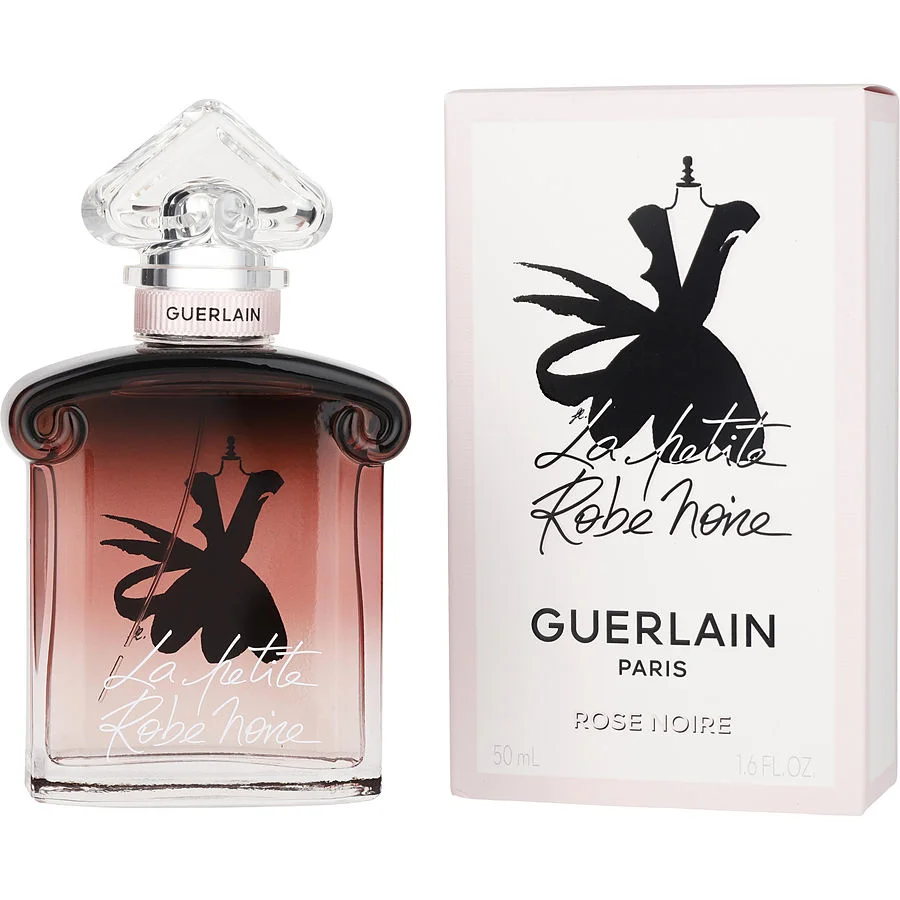 GUERLAIN
La petite
Robe Noire
La petite
Robe Noire
GUERLAIN
PARIS
ROSE NOIRE
50 mL 1.6 FL.OZ.